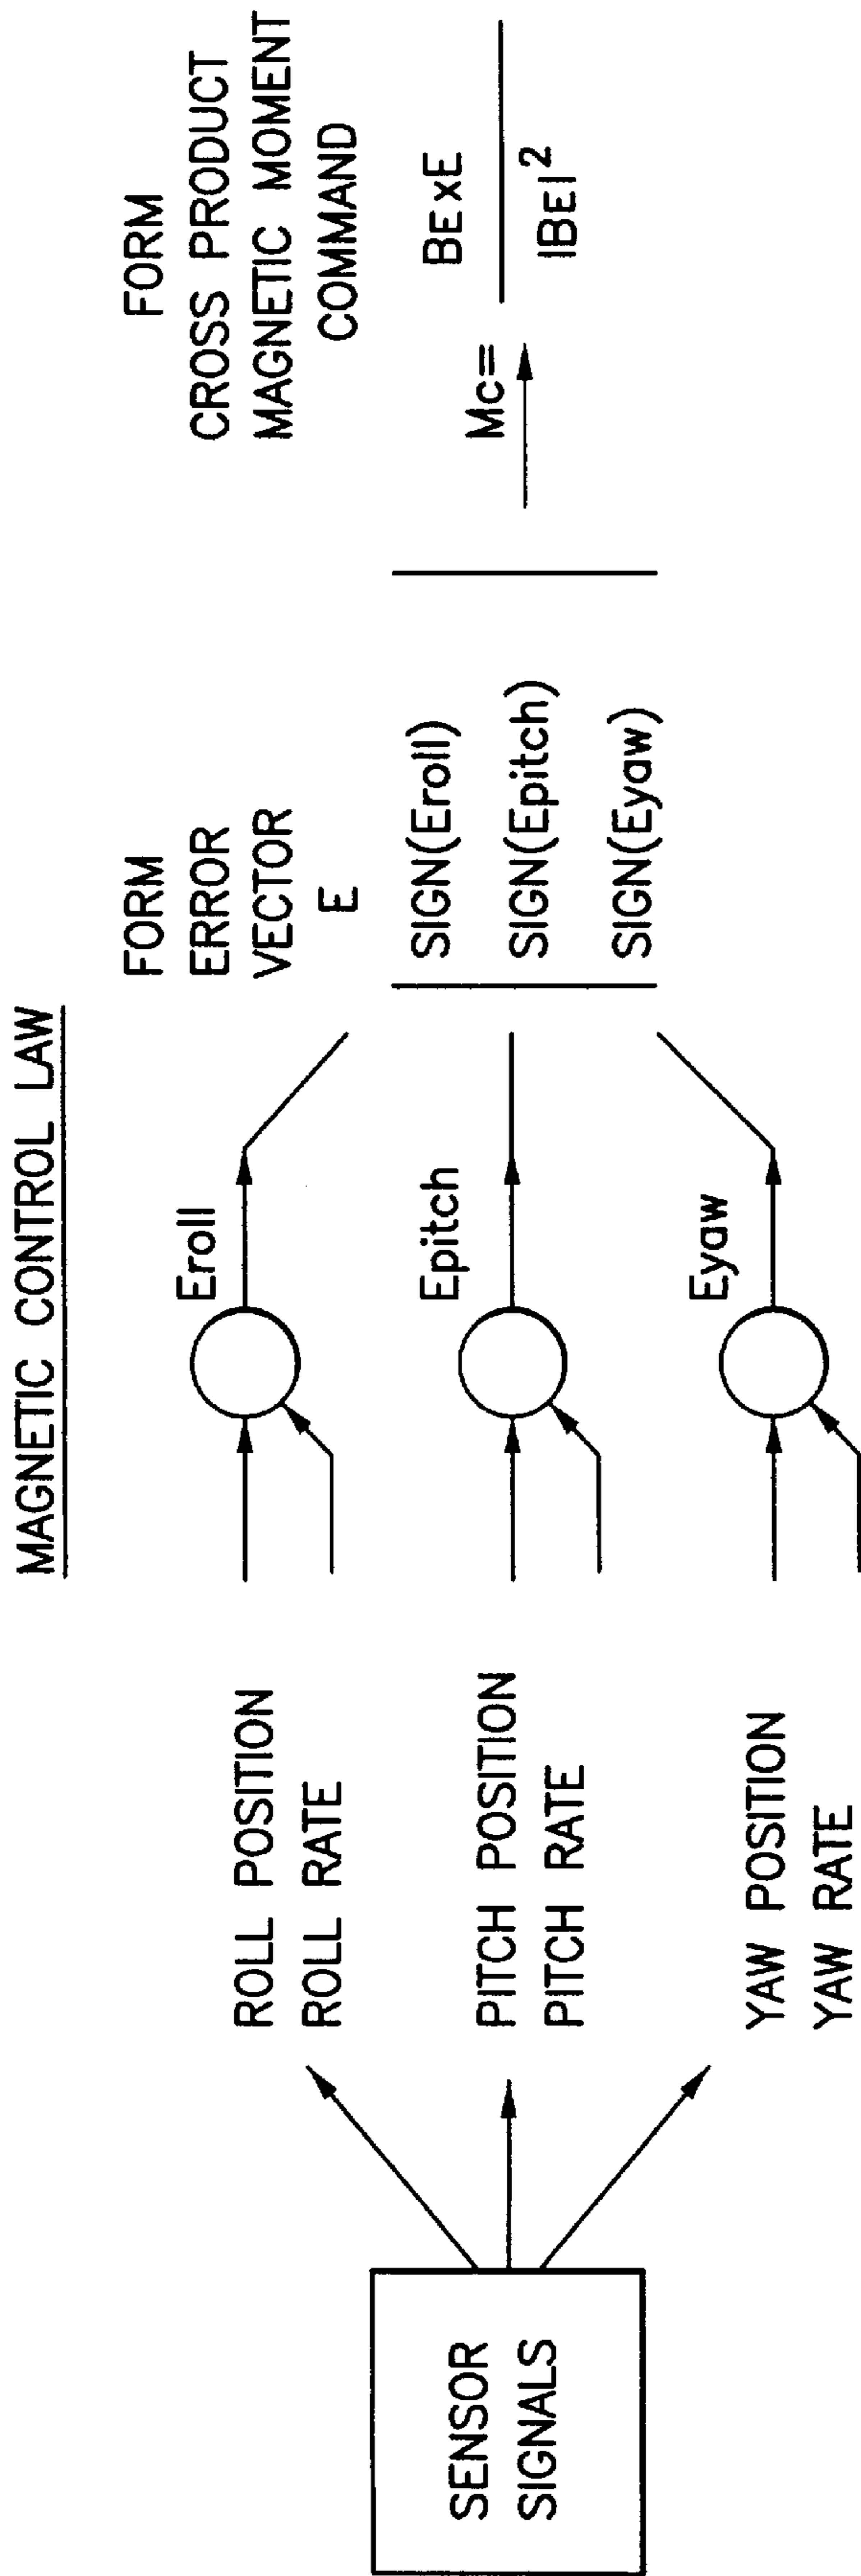 MAGNETIC CONTROL LAW
SENSOR
SIGNALS
ROLL POSITION
ROLL RATE
PITCH POSITION
PITCH RATE
YAW POSITION
YAW RATE
Eroll
Epitch
Eyaw
FORM
ERROR
VECTOR
E
SIGN(Eroll)
SIGN(Epitch)
SIGN(Eyaw)
FORM
CROSS PRODUCT
MAGNETIC MOMENT
COMMAND
Mc=
BE xE
|BE|²